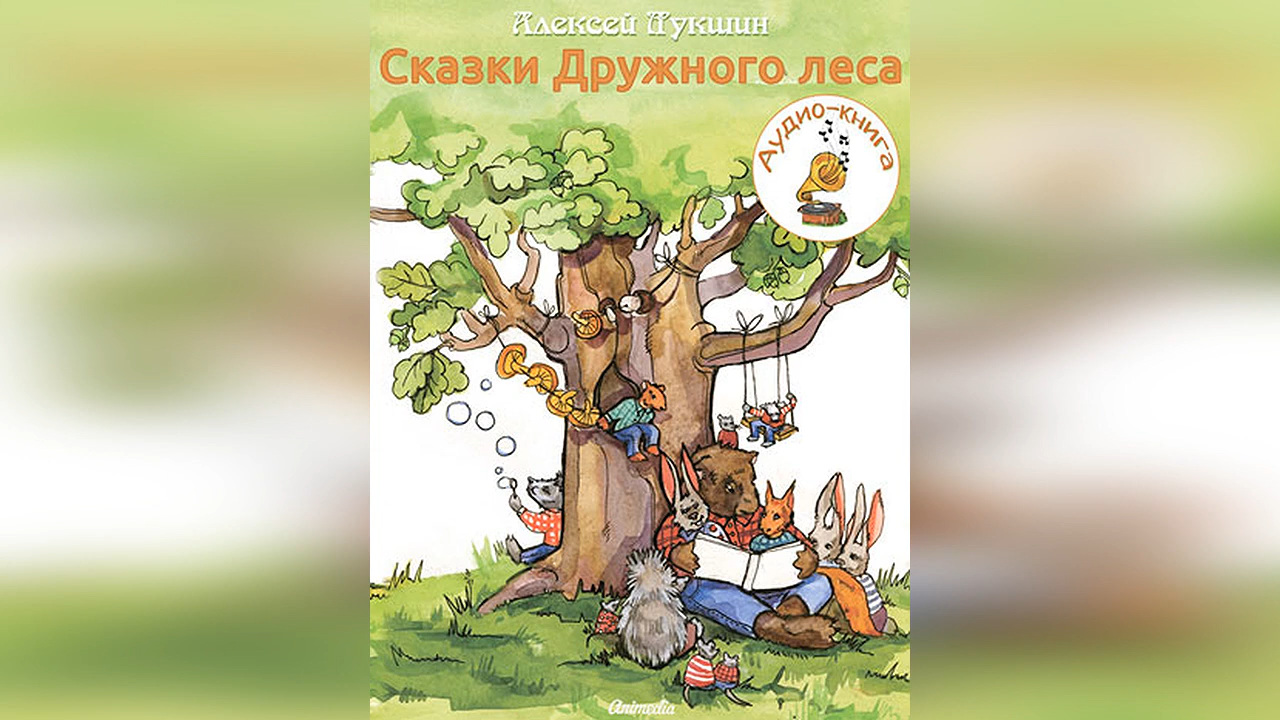 Алексей Лукшин
Сказки Дружного леса
Аудио-книга
Animedia